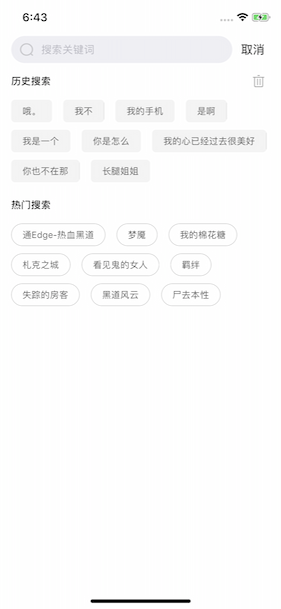 6:43
搜索关键词 取消
历史搜索
哦。 我不 我的手机 是啊
我是一个 你是怎么 我的心已经过去很美好
你也不在那 长腿姐姐
热门搜索
通Edge-热血黑道 梦魇 我的棉花糖
札克之城 看见鬼的女人 羁绊
失踪的房客 黑道风云 尸去本性